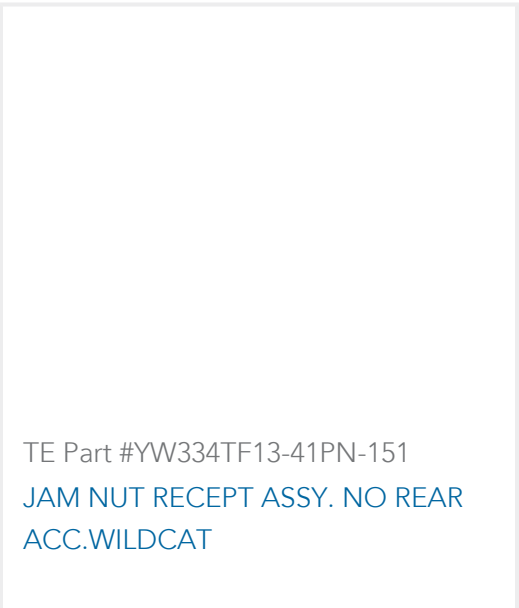 TE Part #YW334TF13-41PN-151
JAM NUT RECEPT ASSY. NO REAR
ACC.WILDCAT